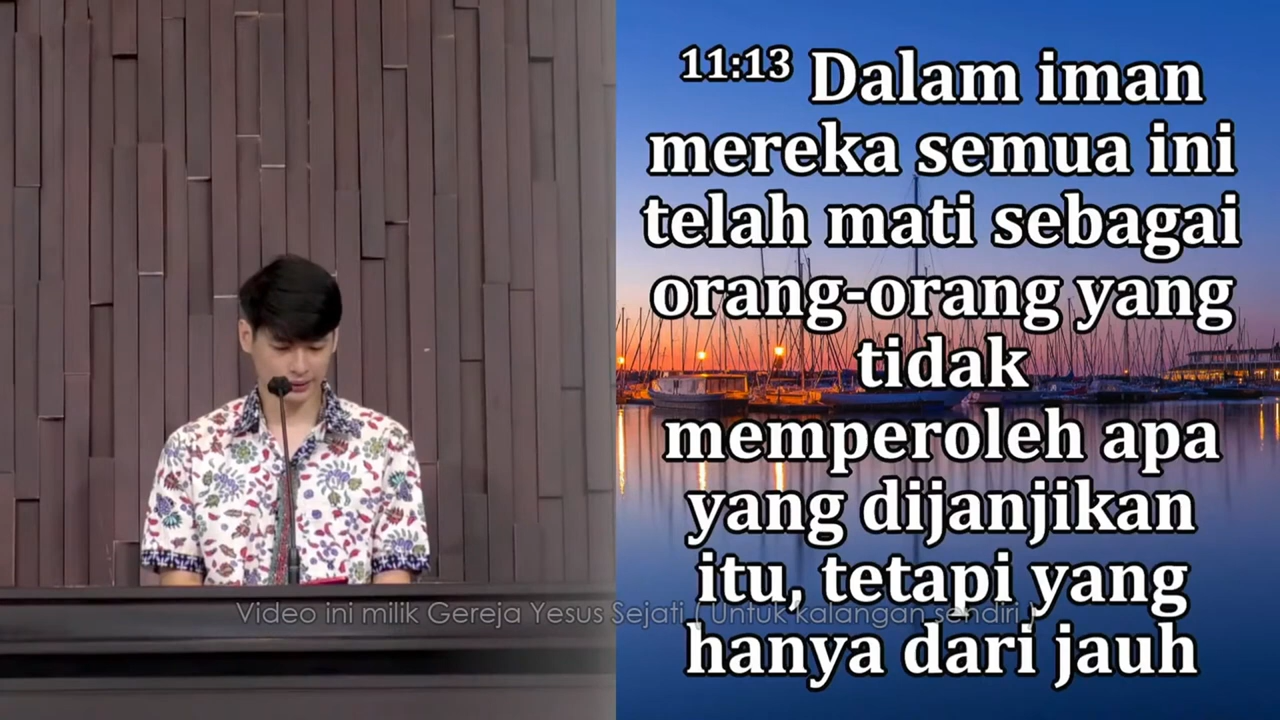 11:13 Dalam iman
mereka semua ini
telah mati sebagai
orang-orang yang
tidak
memperoleh apa
yang dijanjikan
itu, tetapi yang
hanya dari jauh
Video ini milik Gereja Yesus Sejati ( Untuk kalangan sendiri )